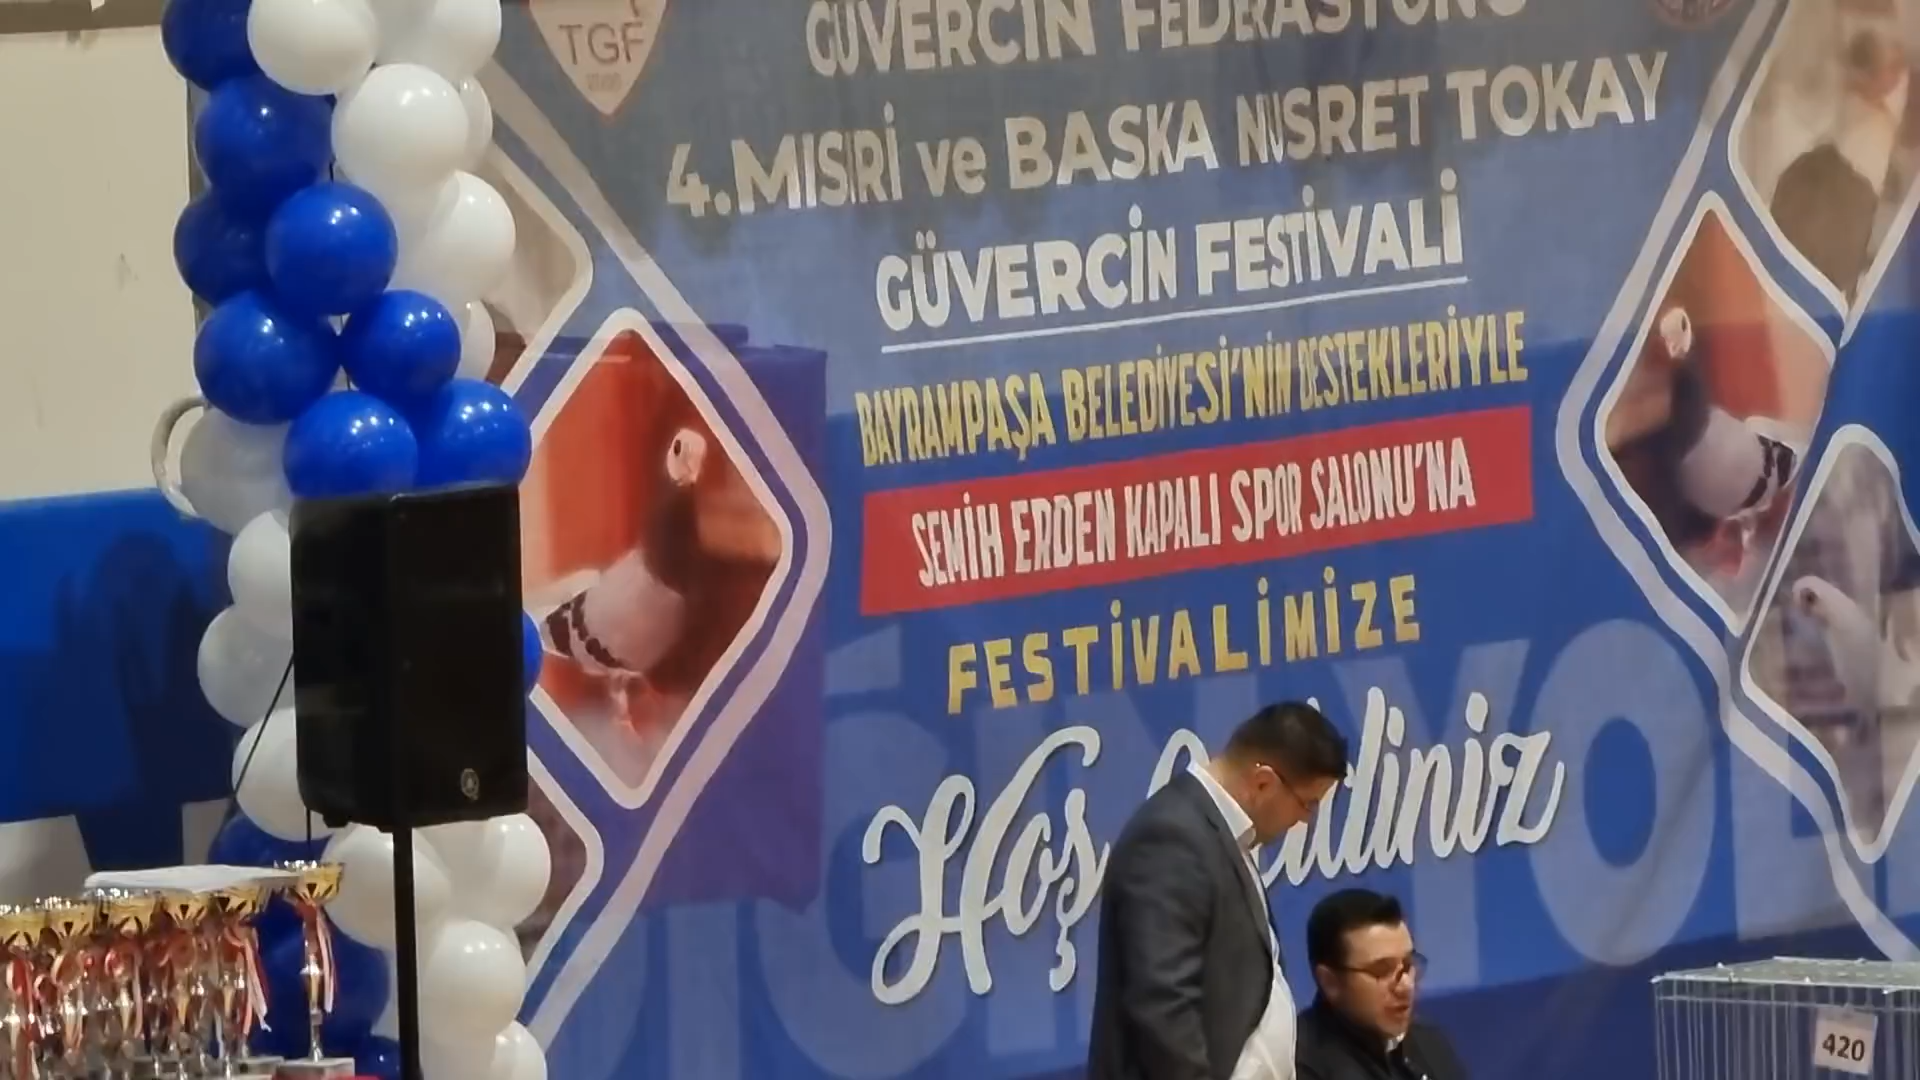 TGF
GÜVERCİN FEDERASYONU
4.MISIRİ ve BASKA NUSRET TOKAY
GÜVERCİN FESTİVALİ
BAYRAMPAŞA BELEDİYESİ'NİN DESTEKLERİYLE
SEMİH ERDEN KAPALI SPOR SALONU'NA
FESTİVALİMİZE
Hoş
420